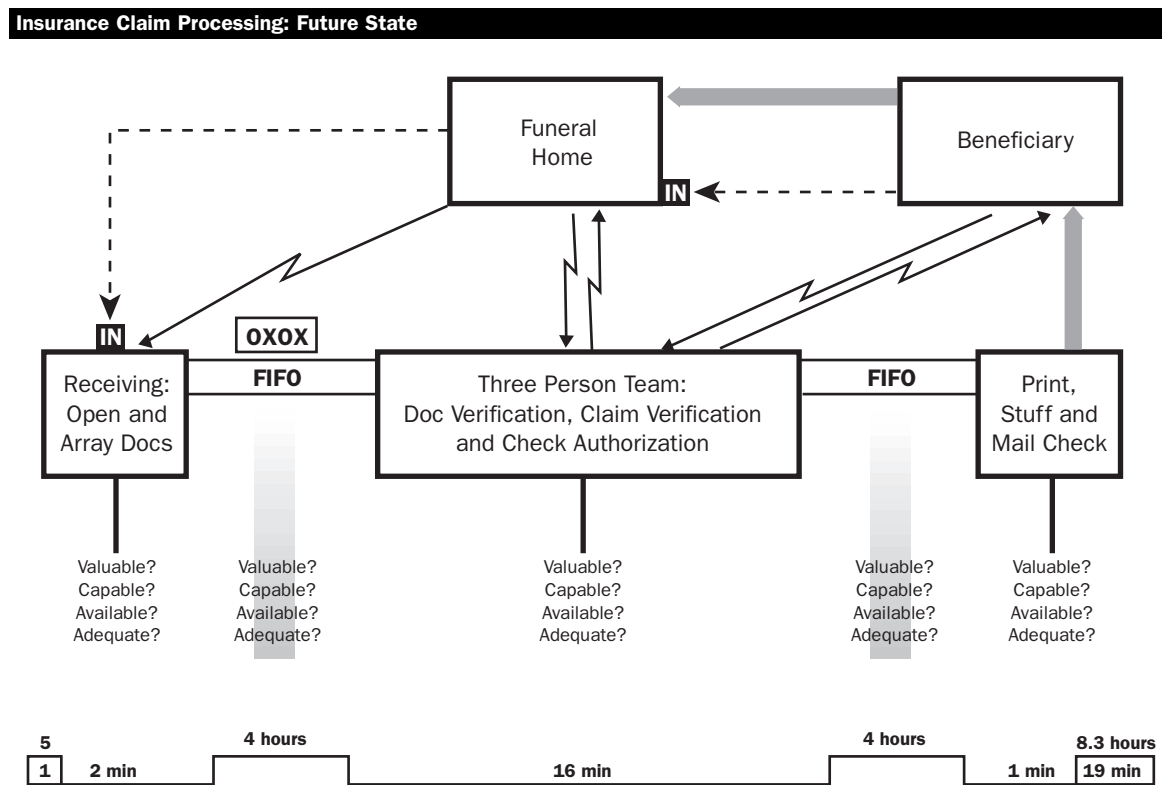 Insurance Claim Processing: Future State
Funeral
Home
Beneficiary
IN
IN
OXOX
Receiving:
Open and
Array Docs
FIFO
Three Person Team:
Doc Verification, Claim Verification
and Check Authorization
FIFO
Print,
Stuff and
Mail Check
Valuable?
Capable?
Available?
Adequate?
Valuable?
Capable?
Available?
Adequate?
Valuable?
Capable?
Available?
Adequate?
Valuable?
Capable?
Available?
Adequate?
Valuable?
Capable?
Available?
Adequate?
5
1
2 min
4 hours
16 min
4 hours
1 min
8.3 hours
19 min